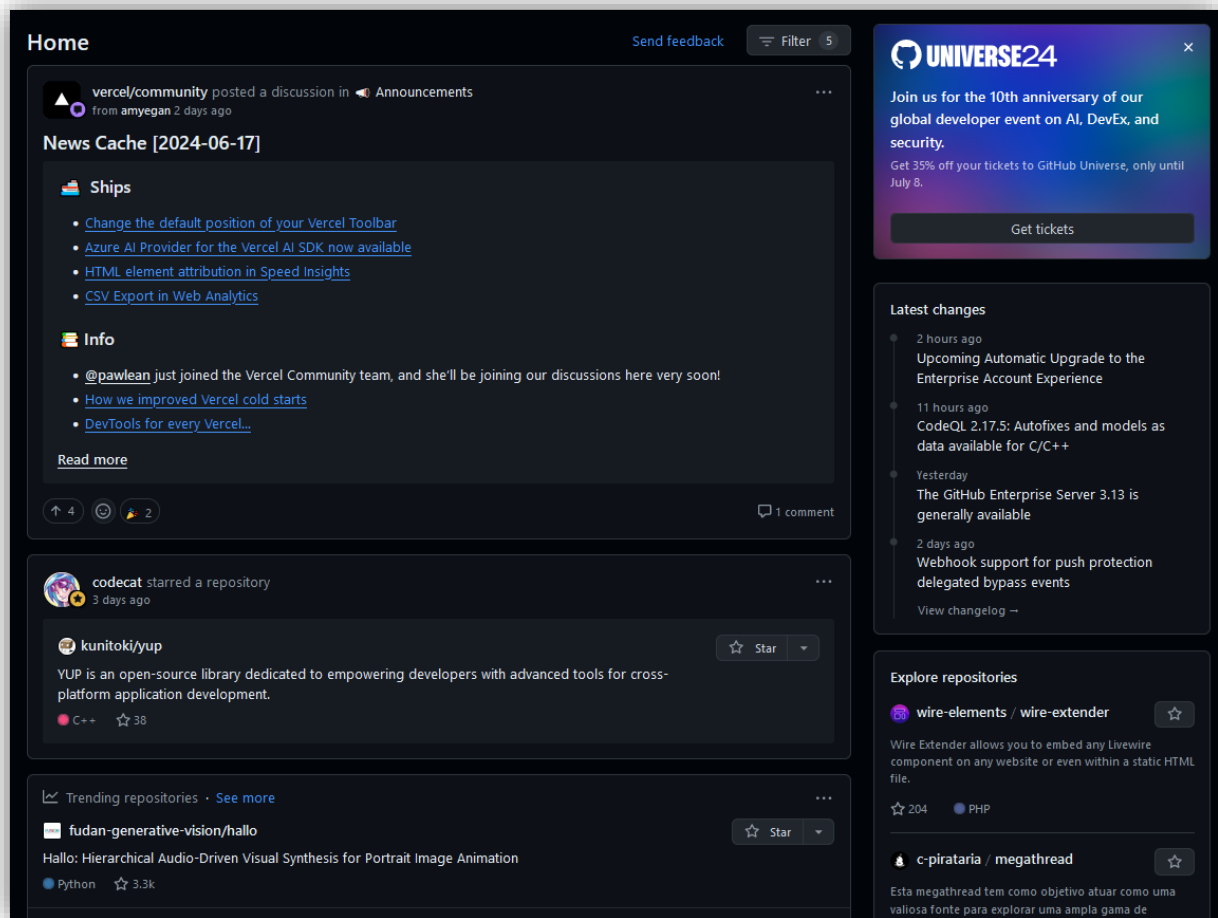 Home
Send feedback
Filter 5
vercel/community posted a discussion in 📣 Announcements
from amyegan 2 days ago
News Cache [2024-06-17]
🚢 Ships
• Change the default position of your Vercel Toolbar
• Azure AI Provider for the Vercel AI SDK now available
• HTML element attribution in Speed Insights
• CSV Export in Web Analytics
📚 Info
• @pawlean just joined the Vercel Community team, and she'll be joining our discussions here very soon!
• How we improved Vercel cold starts
• DevTools for every Vercel...
Read more
↑ 4
🎉 2
1 comment
codecat starred a repository
3 days ago
kunitoki/yup
Star
YUP is an open-source library dedicated to empowering developers with advanced tools for cross-
platform application development.
C++
38
Trending repositories · See more
fudan-generative-vision/hallo
Star
Hallo: Hierarchical Audio-Driven Visual Synthesis for Portrait Image Animation
Python
3.3k
UNIVERSE24
Join us for the 10th anniversary of our
global developer event on AI, DevEx, and
security.
Get 35% off your tickets to GitHub Universe, only until
July 8.
Get tickets
Latest changes
2 hours ago
Upcoming Automatic Upgrade to the
Enterprise Account Experience
11 hours ago
CodeQL 2.17.5: Autofixes and models as
data available for C/C++
Yesterday
The GitHub Enterprise Server 3.13 is
generally available
2 days ago
Webhook support for push protection
delegated bypass events
View changelog →
Explore repositories
wire-elements / wire-extender
Wire Extender allows you to embed any Livewire
component on any website or even within a static HTML
file.
204
PHP
c-pirataria / megathread
Esta megathread tem como objetivo atuar como uma
valiosa fonte para explorar uma ampla gama de